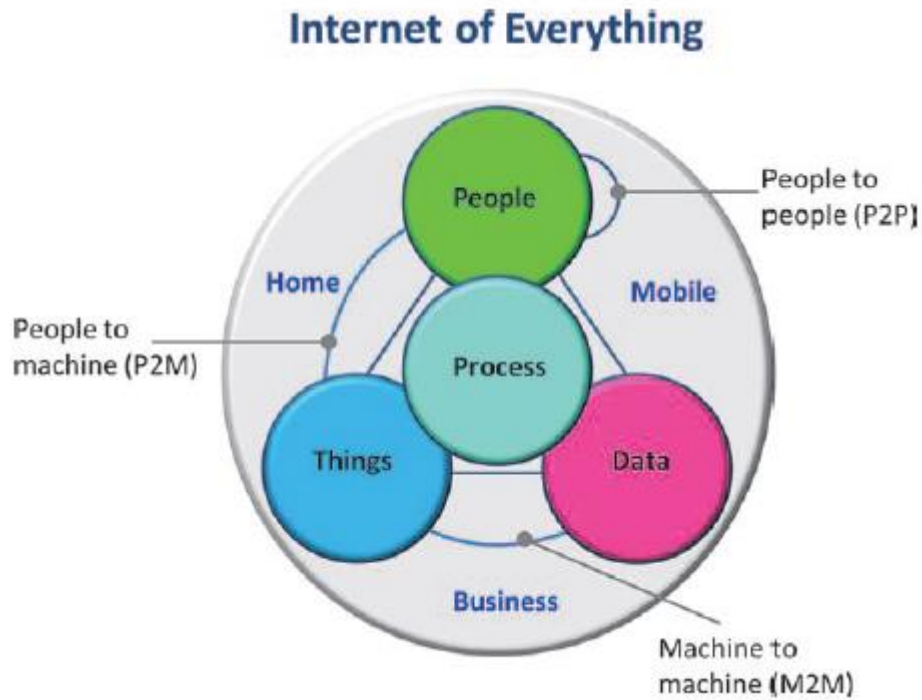 Internet of Everything
People
People to
people (P2P)
Home
Mobile
People to
machine (P2M)
Process
Things
Data
Business
Machine to
machine (M2M)